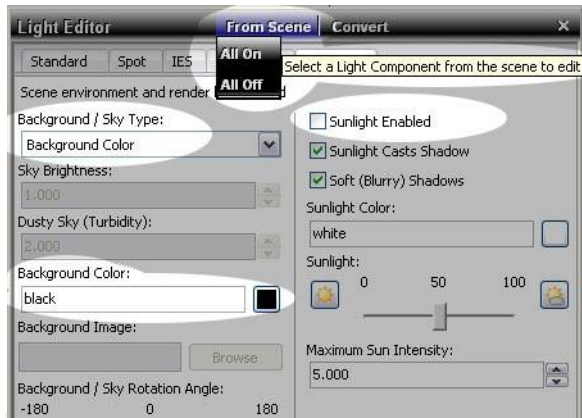 Light Editor From Scene Convert
All On
All Off
Select a Light Component from the scene to edit
Standard Spot IES
Scene environment and render
Background / Sky Type:
Background Color
Sky Brightness:
1.000
Dusty Sky (Turbidity):
2.000
Background Color:
black
Background Image:
Browse
Background / Sky Rotation Angle:
-180 0 180
Sunlight Enabled
Sunlight Casts Shadow
Soft (Blurry) Shadows
Sunlight Color:
white
Sunlight:
0 50 100
Maximum Sun Intensity:
5.000